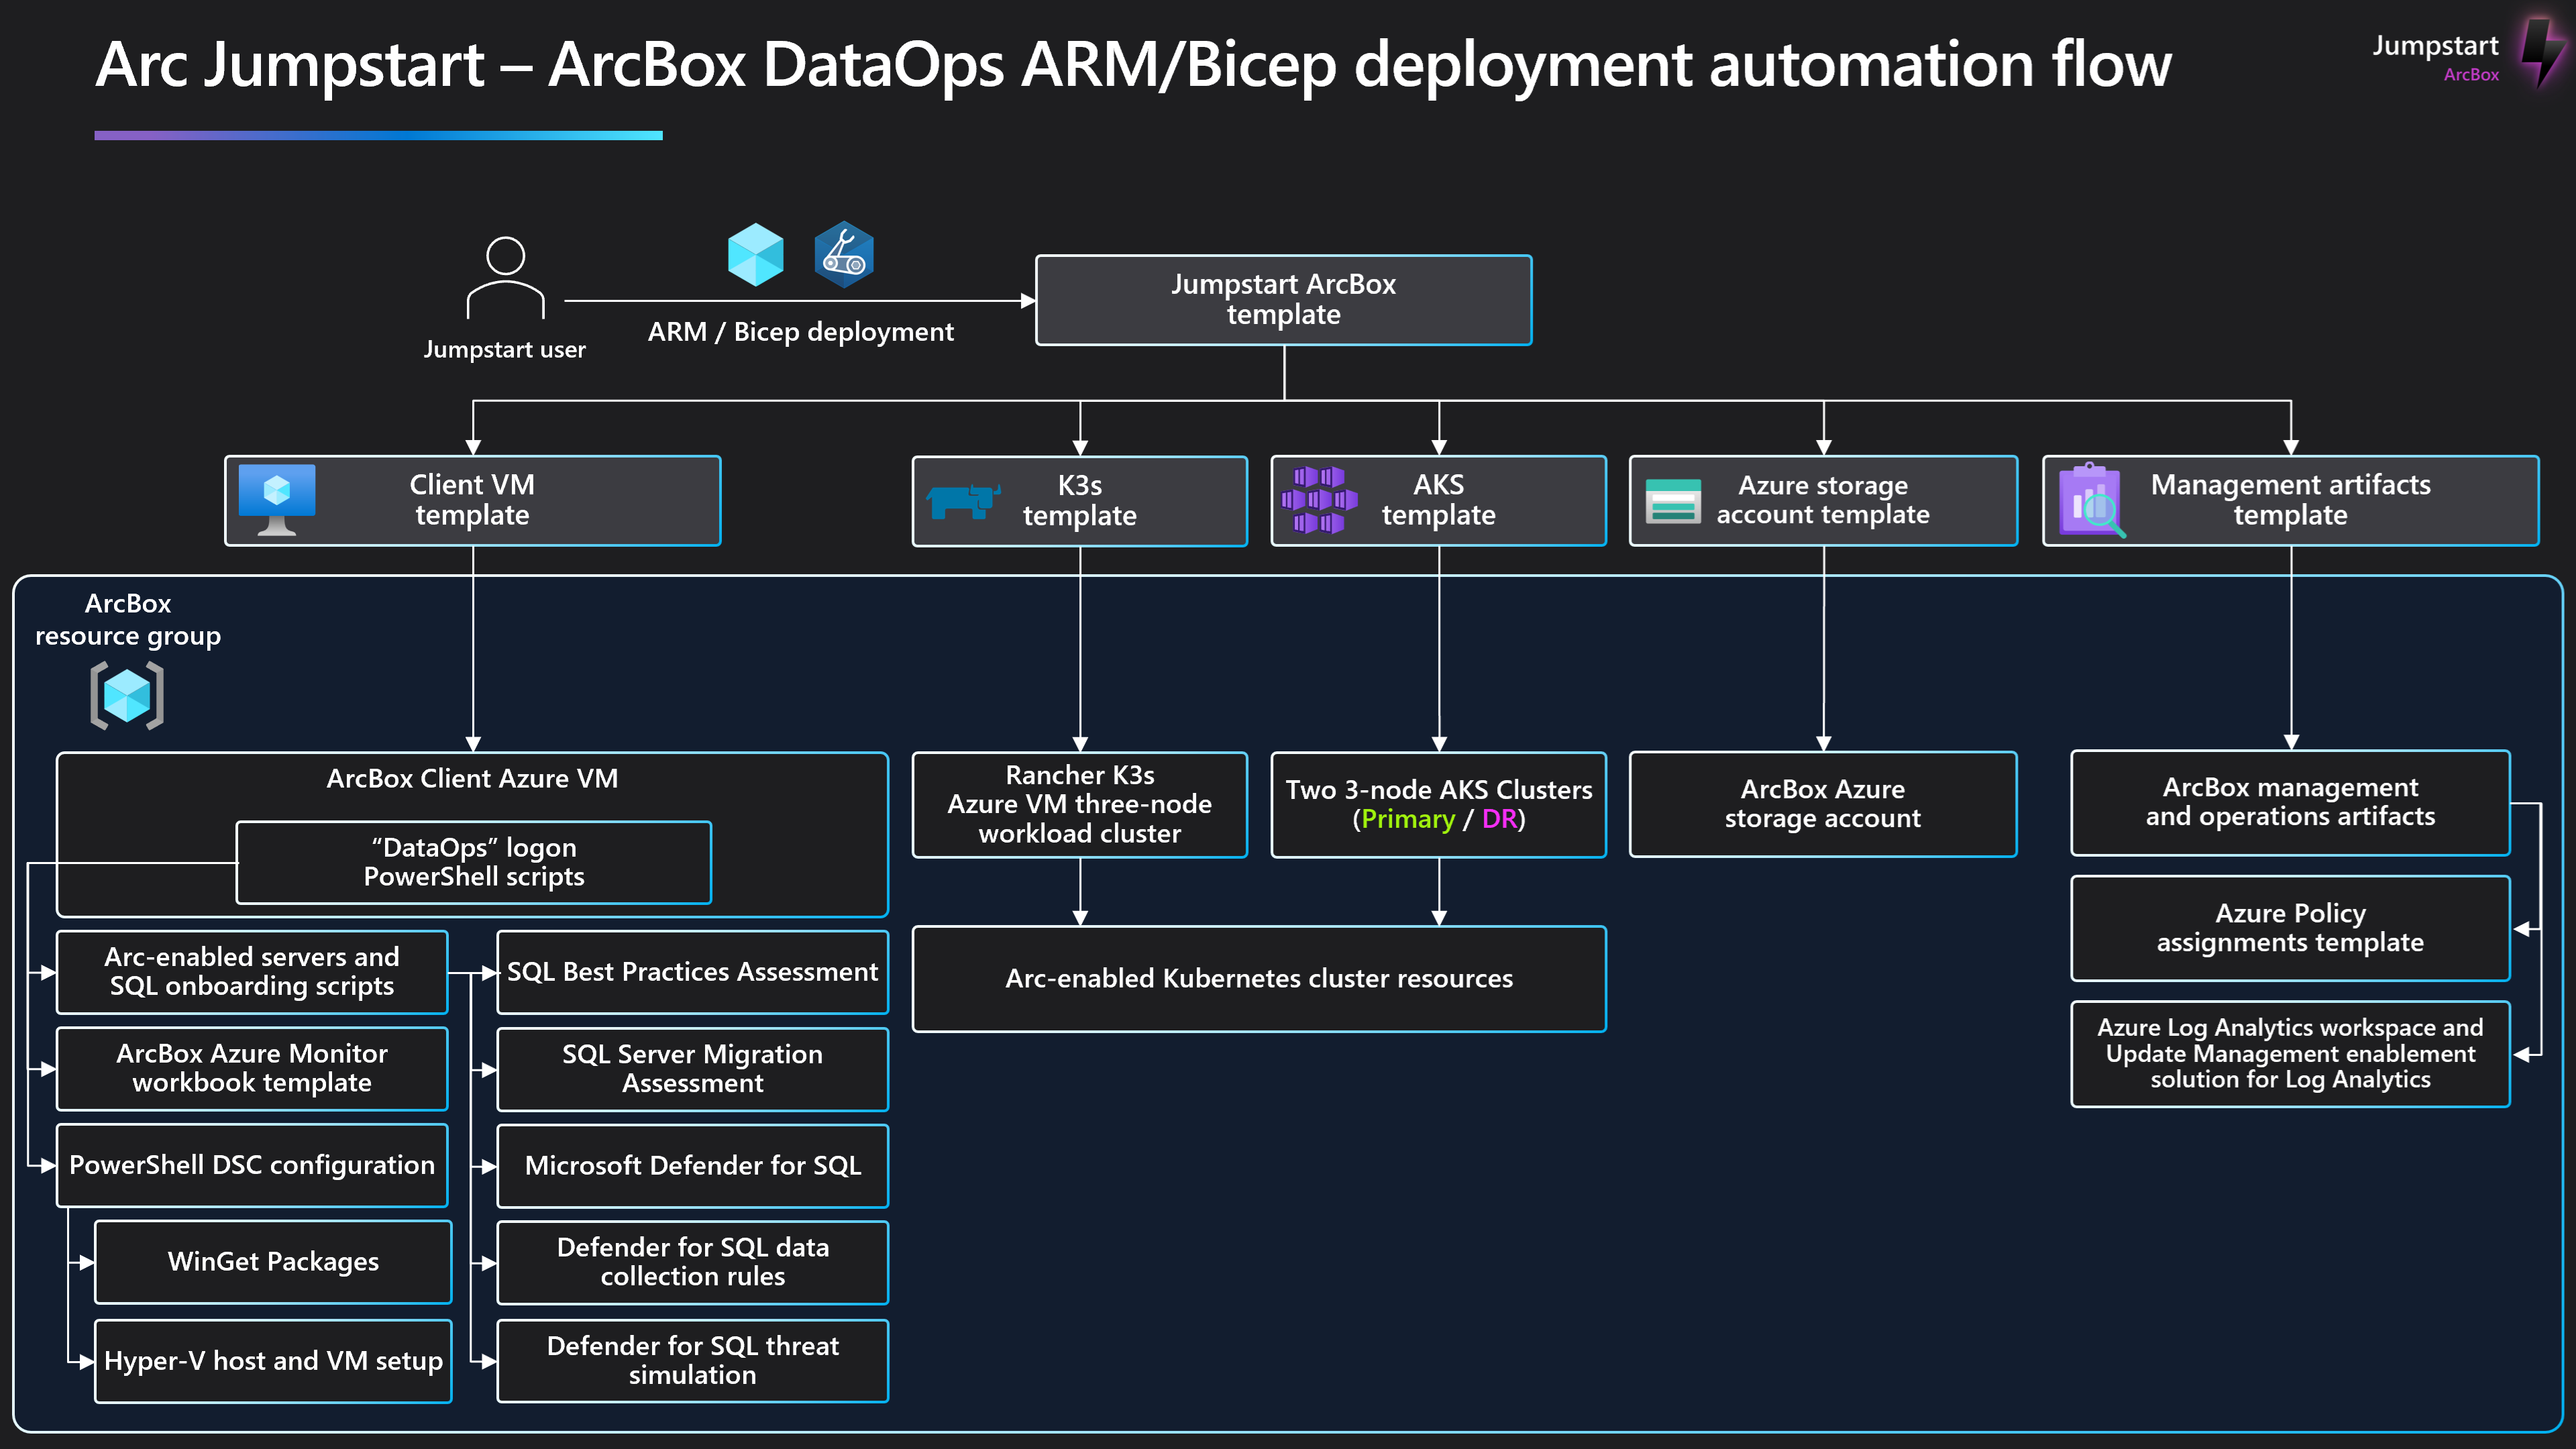 Arc Jumpstart – ArcBox DataOps ARM/Bicep deployment automation flow
Jumpstart
ArcBox
Jumpstart user
ARM / Bicep deployment
Jumpstart ArcBox
template
Client VM
template
K3s
template
AKS
template
Azure storage
account template
Management artifacts
template
ArcBox
resource group
ArcBox Client Azure VM
“DataOps” logon
PowerShell scripts
Rancher K3s
Azure VM three-node
workload cluster
Two 3-node AKS Clusters
(Primary / DR)
ArcBox Azure
storage account
ArcBox management
and operations artifacts
Arc-enabled servers and
SQL onboarding scripts
ArcBox Azure Monitor
workbook template
PowerShell DSC configuration
WinGet Packages
Hyper-V host and VM setup
SQL Best Practices Assessment
SQL Server Migration
Assessment
Microsoft Defender for SQL
Defender for SQL data
collection rules
Defender for SQL threat
simulation
Arc-enabled Kubernetes cluster resources
Azure Policy
assignments template
Azure Log Analytics workspace and
Update Management enablement
solution for Log Analytics